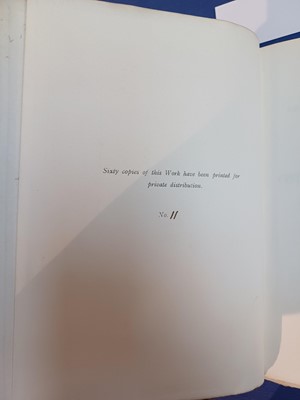 Sixty copies of this Work have been printed for
private distribution.
No. 11